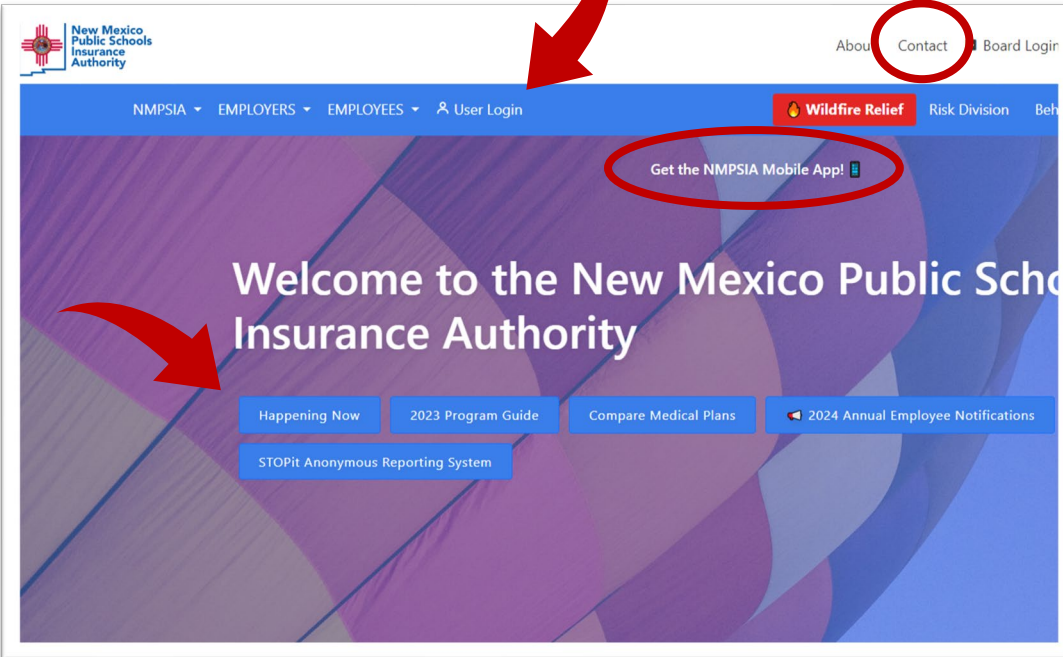 New Mexico
Public Schools
Insurance
Authority
Abou Contact Board Login
NMPSIA EMPLOYERS EMPLOYEES User Login Wildfire Relief Risk Division Beh
Get the NMPSIA Mobile App!
Welcome to the New Mexico Public Scho
Insurance Authority
Happening Now 2023 Program Guide Compare Medical Plans 2024 Annual Employee Notifications
STOPit Anonymous Reporting System